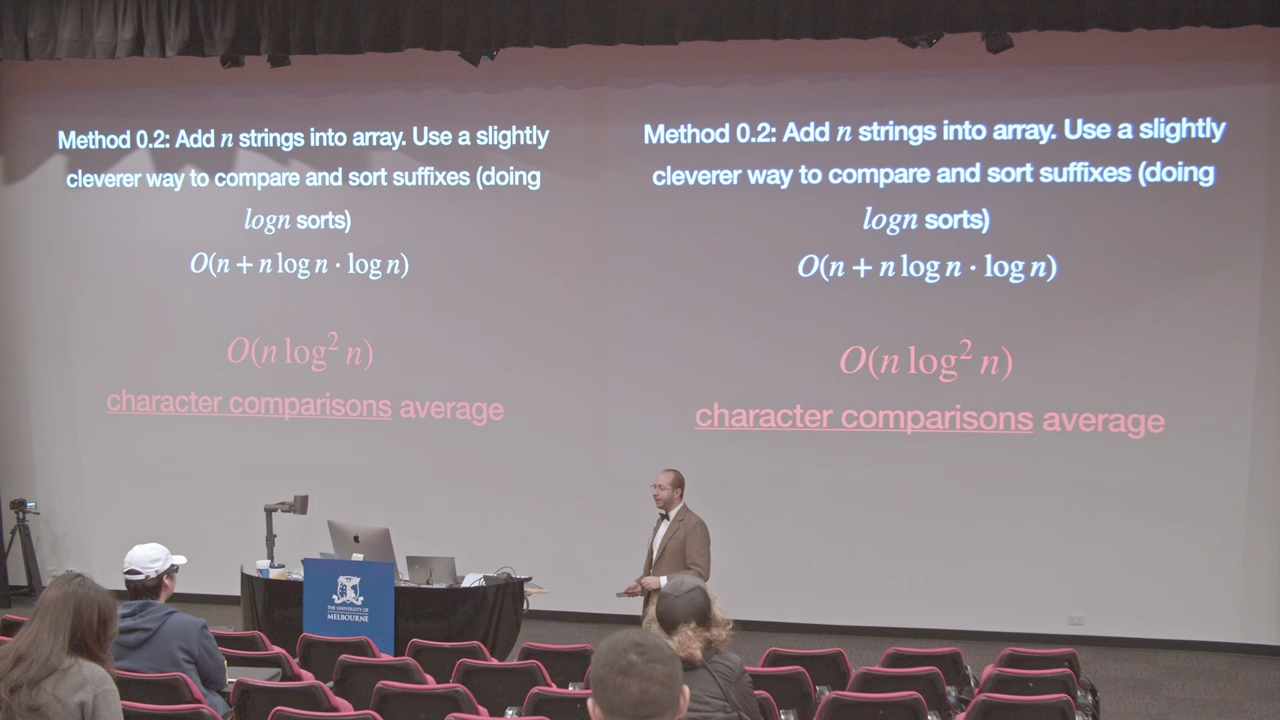 Method 0.2: Add n strings into array. Use a slightly
cleverer way to compare and sort suffixes (doing
logn sorts)
O(n + n log n · log n)
O(n log² n)
character comparisons average
Method 0.2: Add n strings into array. Use a slightly
cleverer way to compare and sort suffixes (doing
logn sorts)
O(n + n log n · log n)
O(n log² n)
character comparisons average
THE UNIVERSITY OF
MELBOURNE